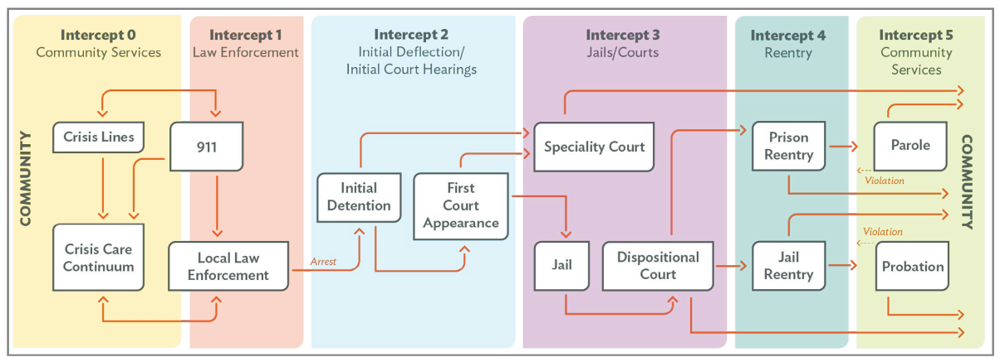 Intercept 0
Community Services
Intercept 1
Law Enforcement
Intercept 2
Initial Deflection/
Initial Court Hearings
Intercept 3
Jails/Courts
Intercept 4
Reentry
Intercept 5
Community
Services
COMMUNITY
Crisis Lines
911
Crisis Care
Continuum
Local Law
Enforcement
Arrest
Initial
Detention
First
Court
Appearance
Speciality Court
Jail
Dispositional
Court
Prison
Reentry
Jail
Reentry
Parole
Violation
Violation
Probation
COMMUNITY